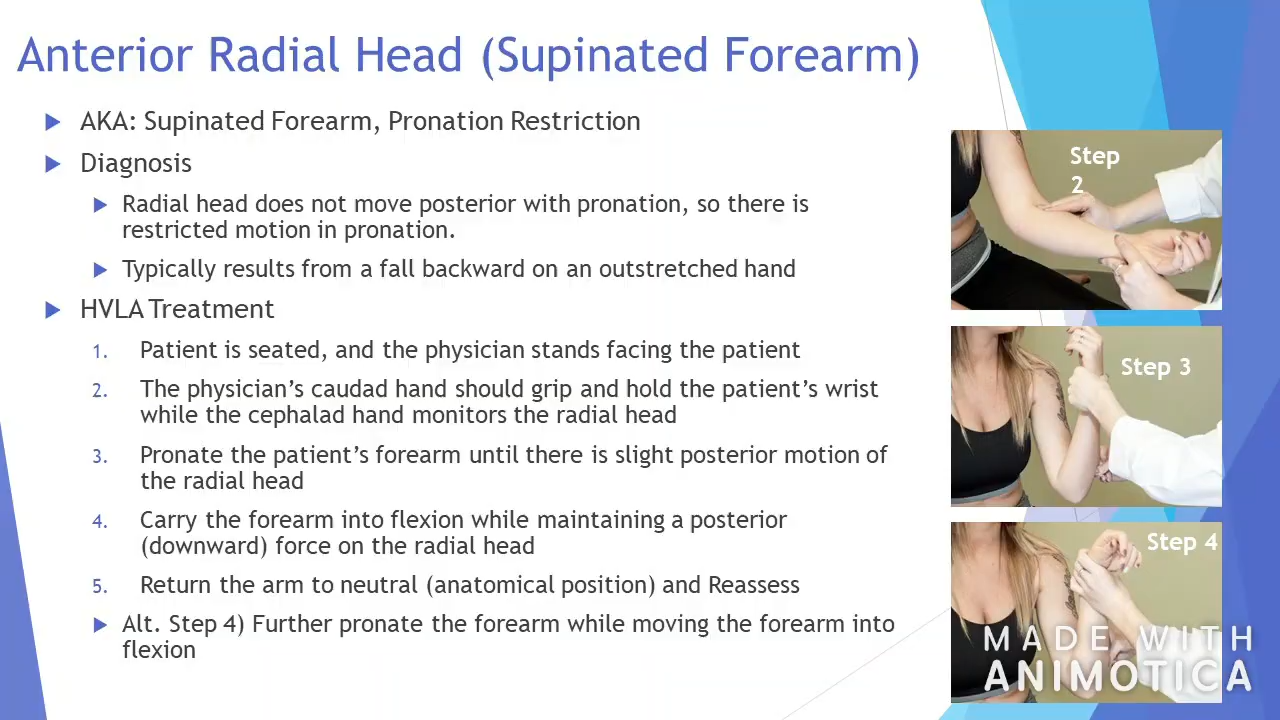 Anterior Radial Head (Supinated Forearm)
AKA: Supinated Forearm, Pronation Restriction
Diagnosis
Radial head does not move posterior with pronation, so there is
restricted motion in pronation.
Typically results from a fall backward on an outstretched hand
HVLA Treatment
1. Patient is seated, and the physician stands facing the patient
2. The physician's caudad hand should grip and hold the patient's wrist
while the cephalad hand monitors the radial head
3. Pronate the patient's forearm until there is slight posterior motion of
the radial head
4. Carry the forearm into flexion while maintaining a posterior
(downward) force on the radial head
5. Return the arm to neutral (anatomical position) and Reassess
Alt. Step 4) Further pronate the forearm while moving the forearm into
flexion
Step
2
Step 3
Step 4
MADE WITH
ANIMOTICA